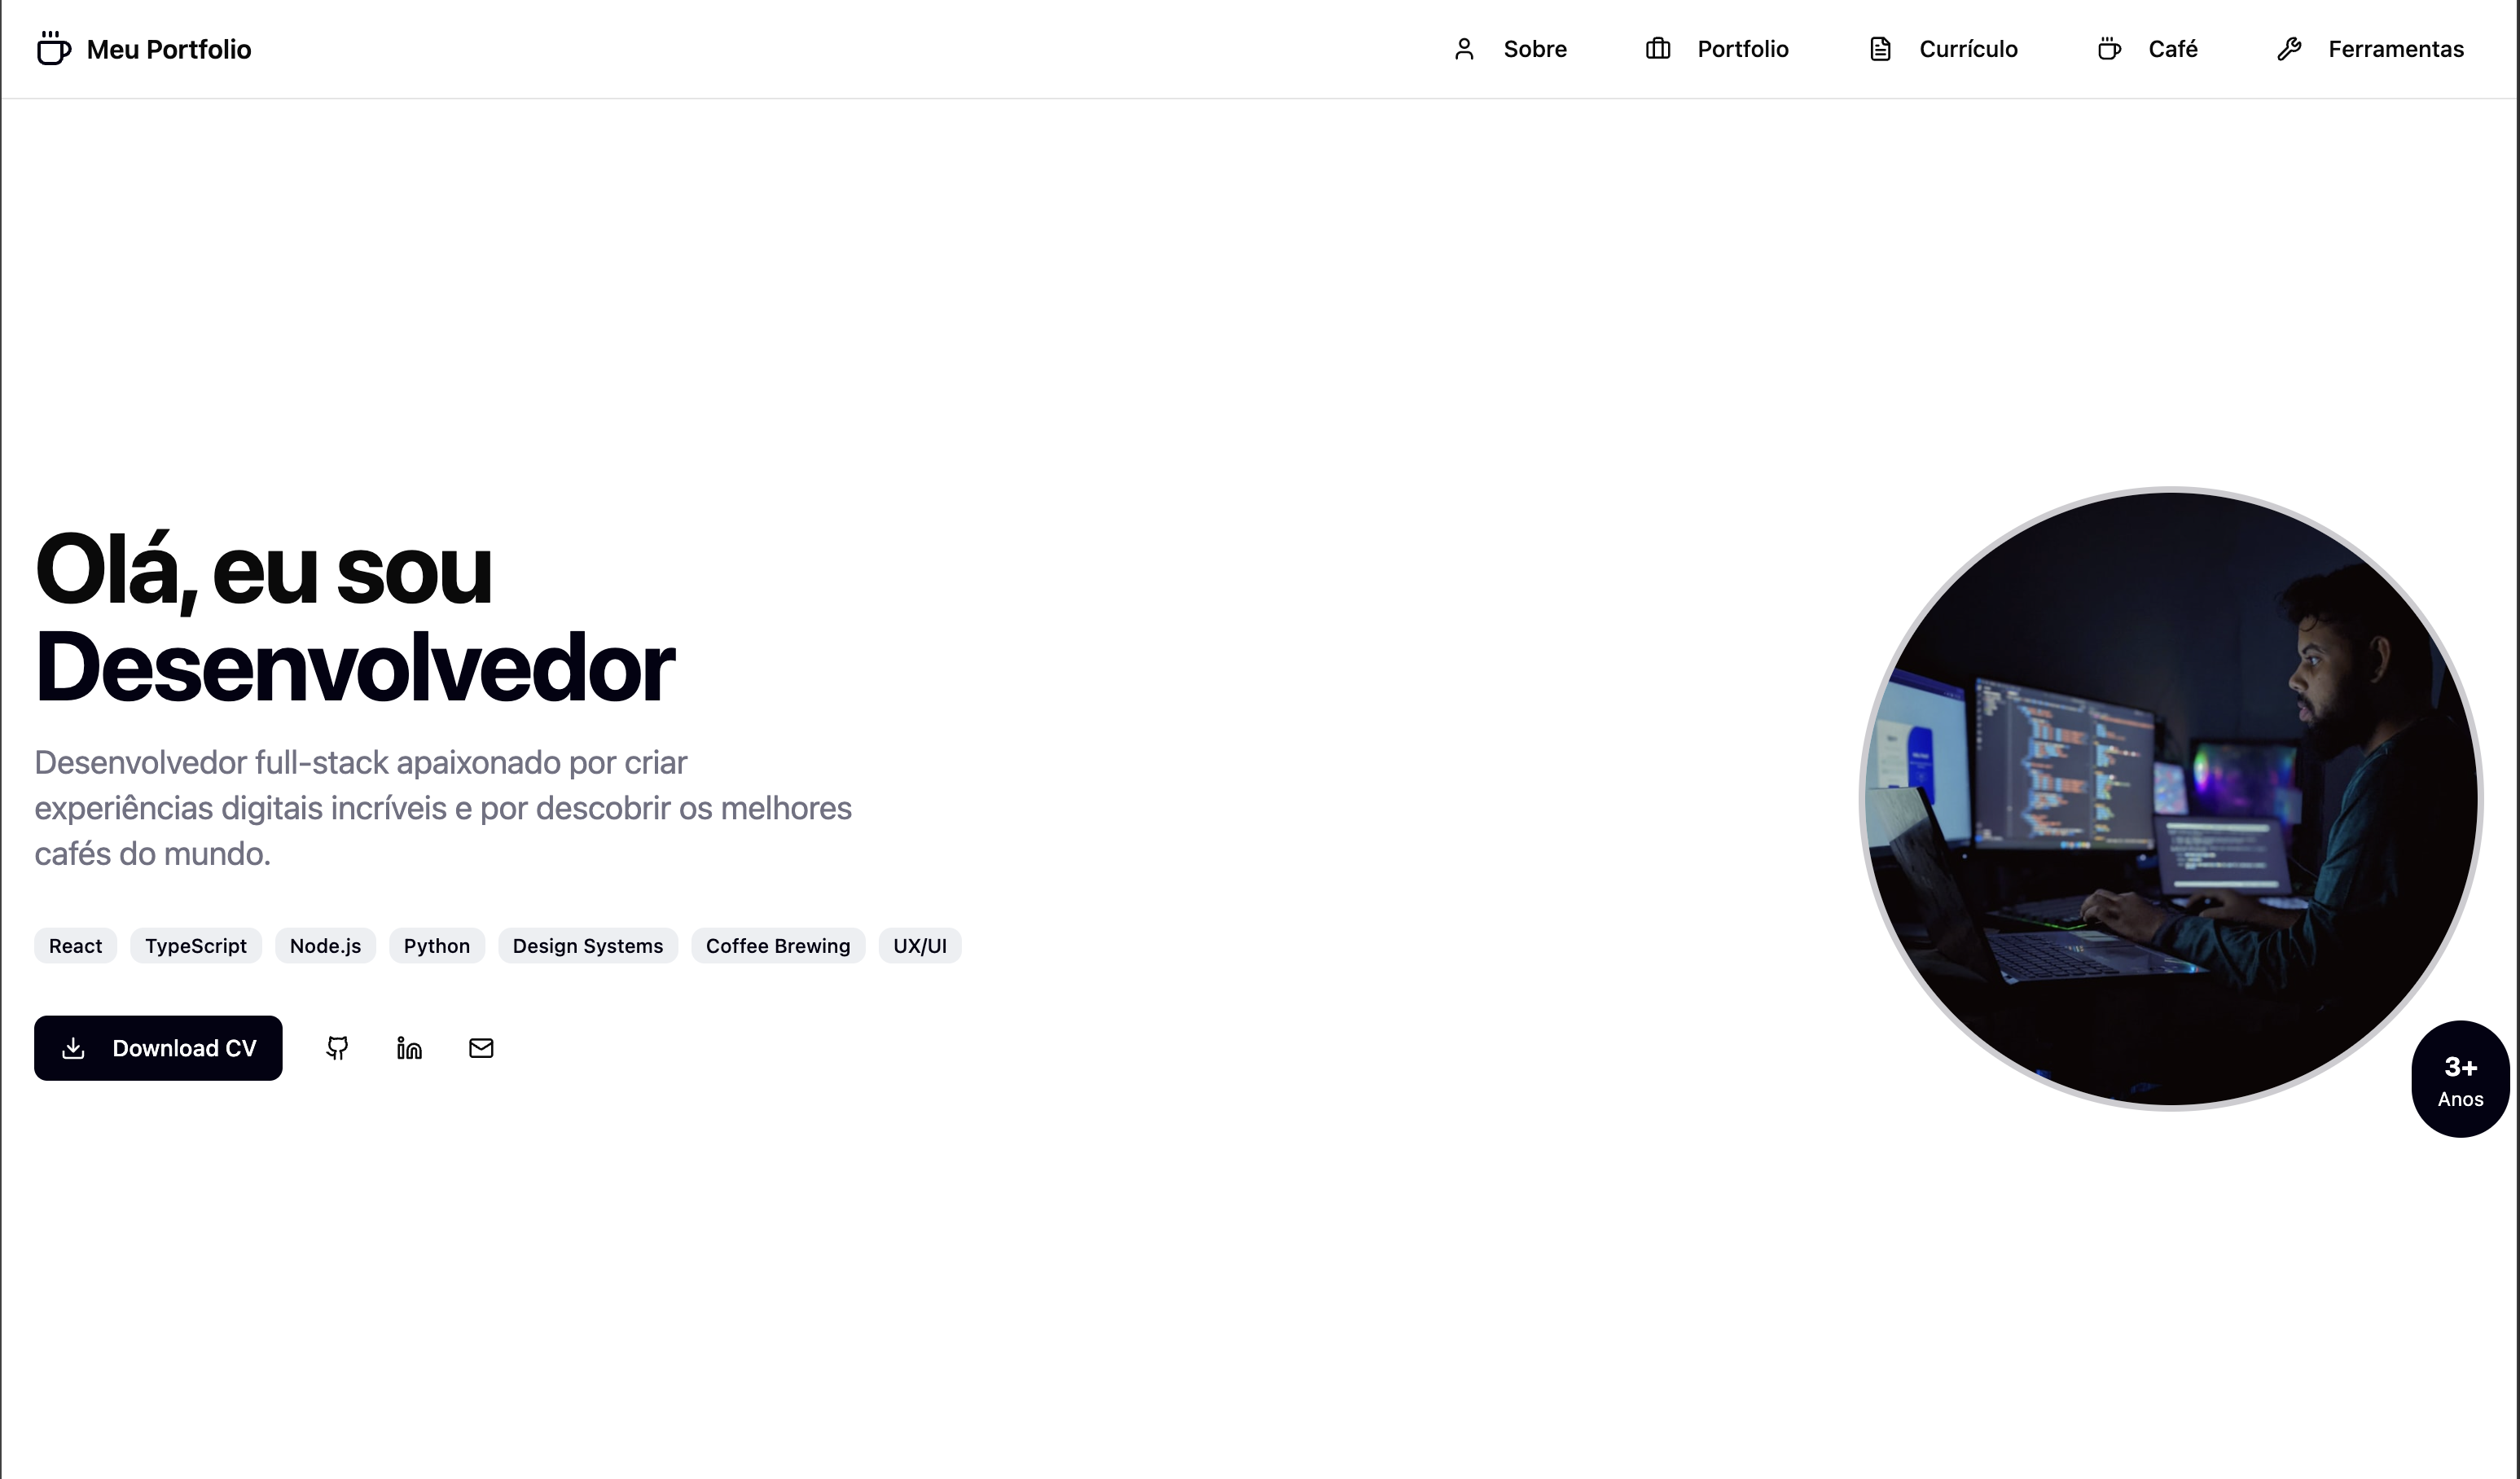 Meu Portfolio
Sobre
Portfolio
Currículo
Café
Ferramentas
Olá, eu sou
Desenvolvedor
Desenvolvedor full-stack apaixonado por criar
experiências digitais incríveis e por descobrir os melhores
cafés do mundo.
React
TypeScript
Node.js
Python
Design Systems
Coffee Brewing
UX/UI
Download CV
3+
Anos